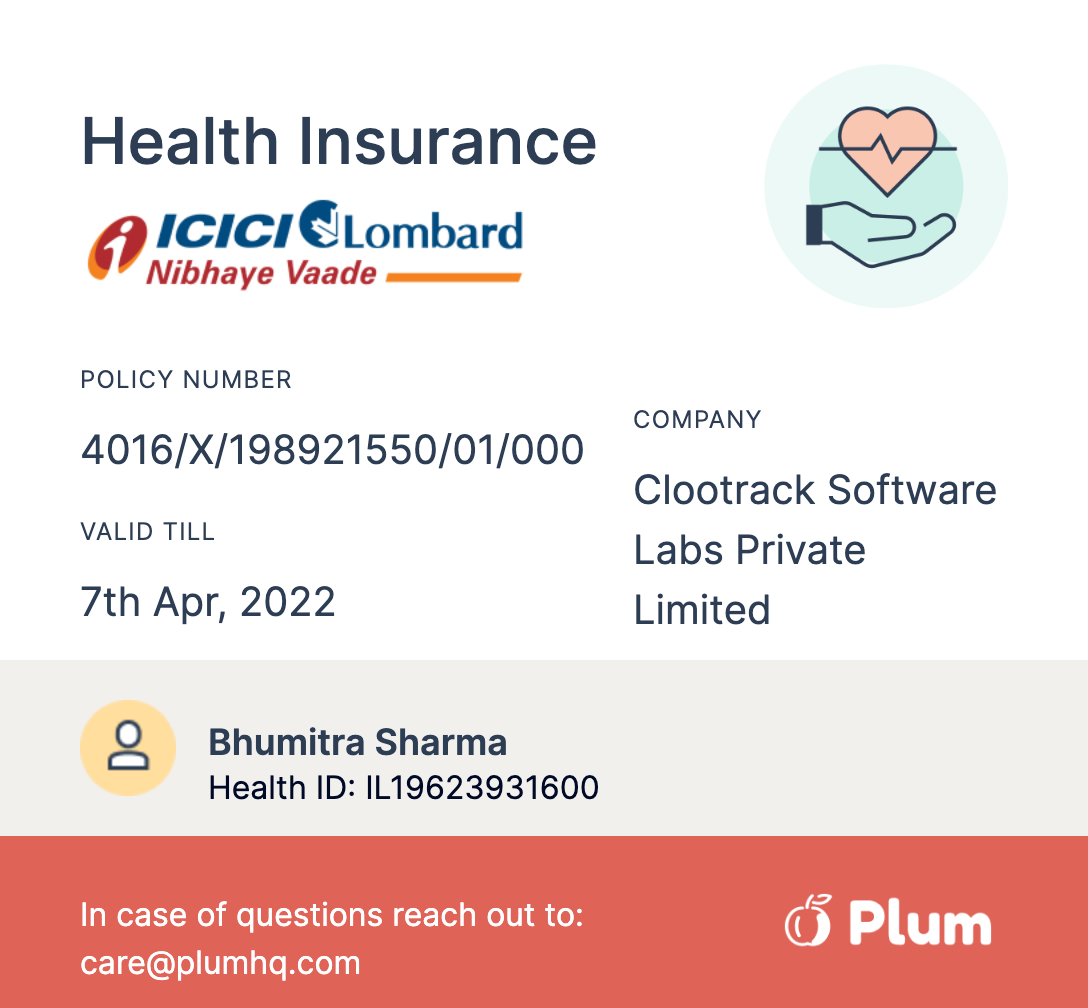 Health Insurance
ICICI Lombard
Nibhaye Vaade
POLICY NUMBER
4016/X/198921550/01/000
VALID TILL
7th Apr, 2022
COMPANY
Clootrack Software
Labs Private
Limited
Bhumitra Sharma
Health ID: IL19623931600
In case of questions reach out to:
care@plumhq.com
Plum